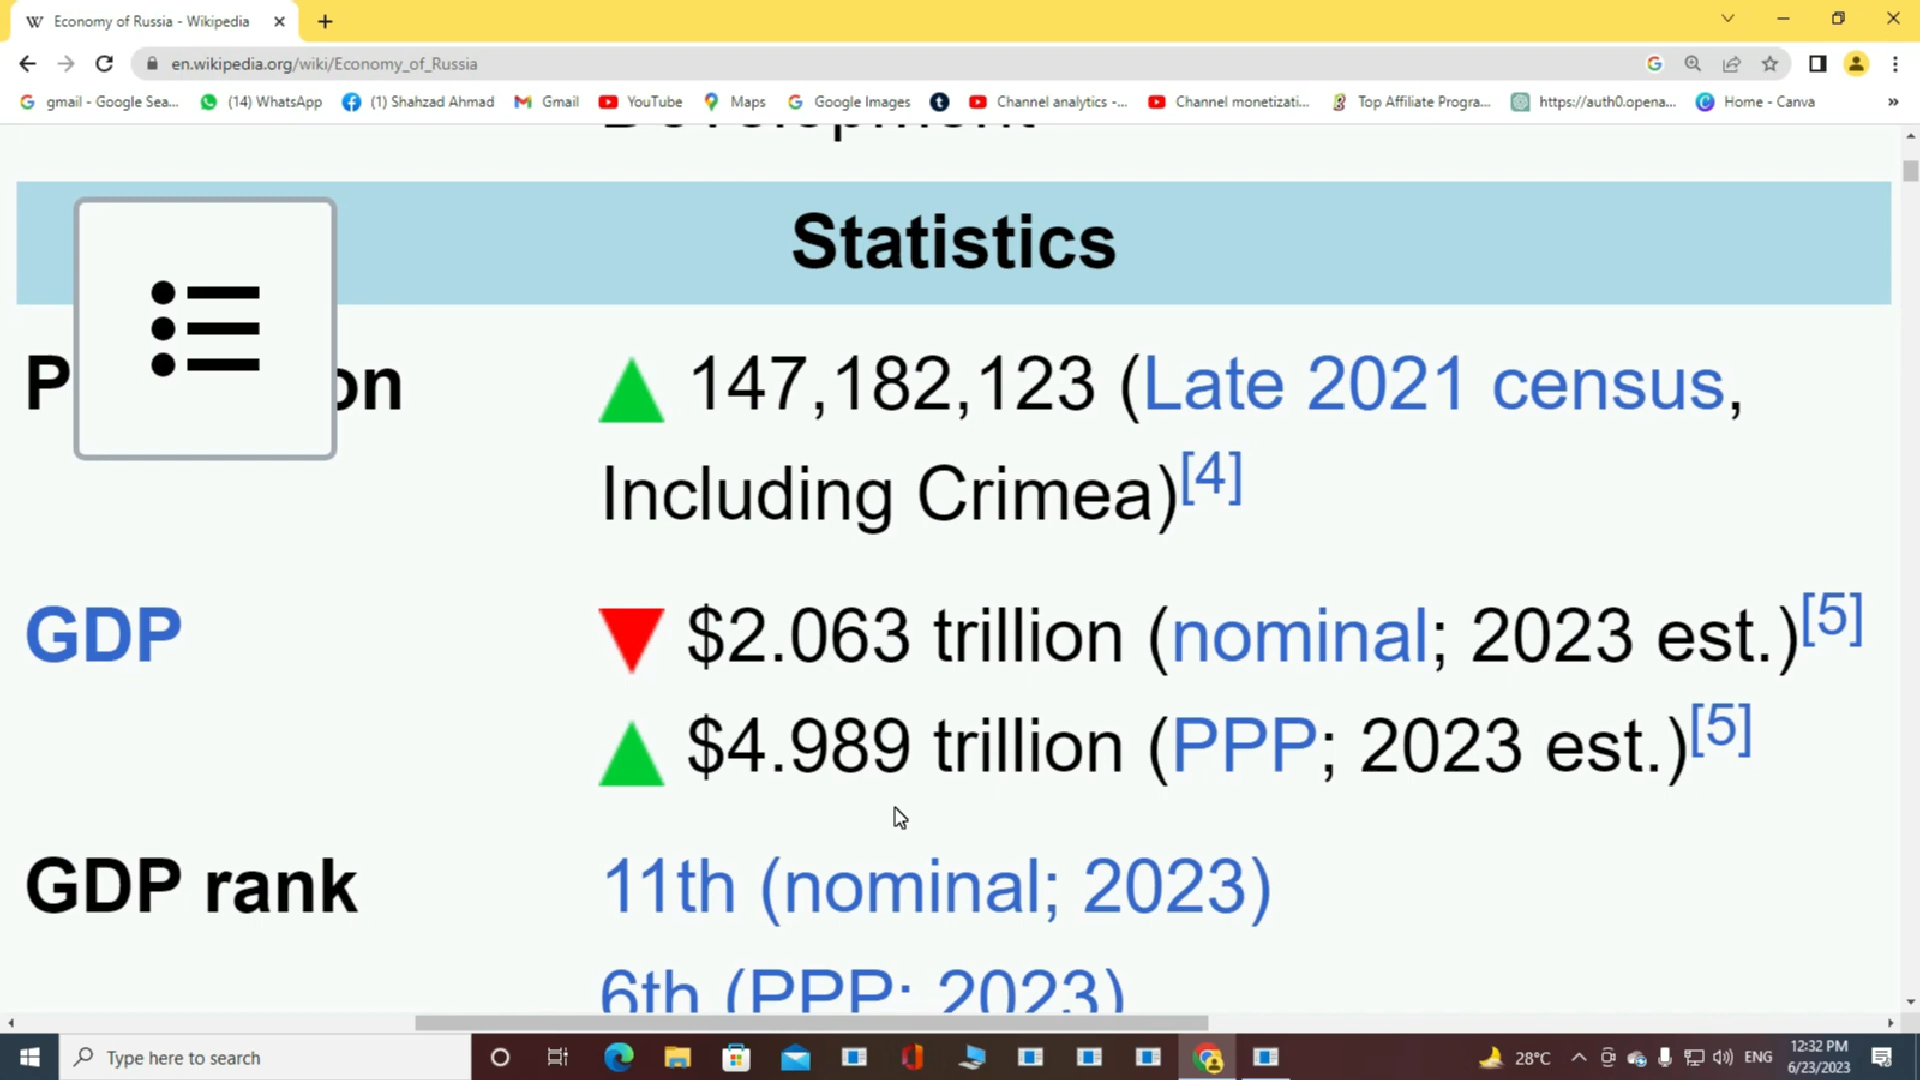 Economy of Russia - Wikipedia
en.wikipedia.org/wiki/Economy_of_Russia
gmail - Google Sea... (14) WhatsApp (1) Shahzad Ahmad Gmail YouTube Maps Google Images Channel analytics -... Channel monetizati... Top Affiliate Progra... https://auth0.opena... Home - Canva »
Statistics
147,182,123 (Late 2021 census,
Including Crimea)[4]
GDP $2.063 trillion (nominal; 2023 est.)[5]
$4.989 trillion (PPP; 2023 est.)[5]
GDP rank 11th (nominal; 2023)
6th (PPP; 2023)
Type here to search 28°C ENG 12:32 PM
6/23/2023